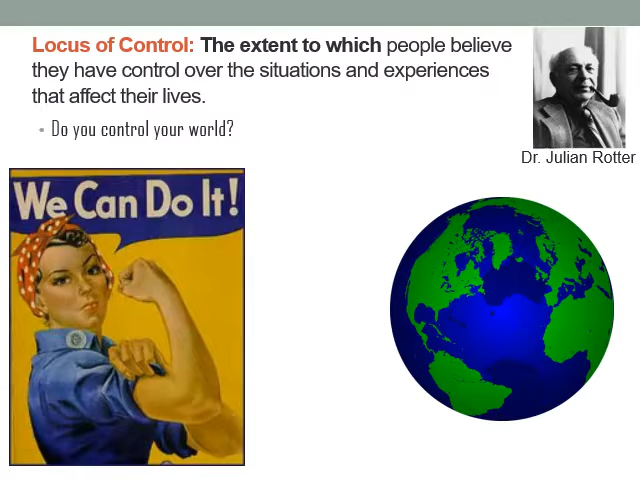 Locus of Control: The extent to which people believe
they have control over the situations and experiences
that affect their lives.
• Do you control your world?
Dr. Julian Rotter
We Can Do It!